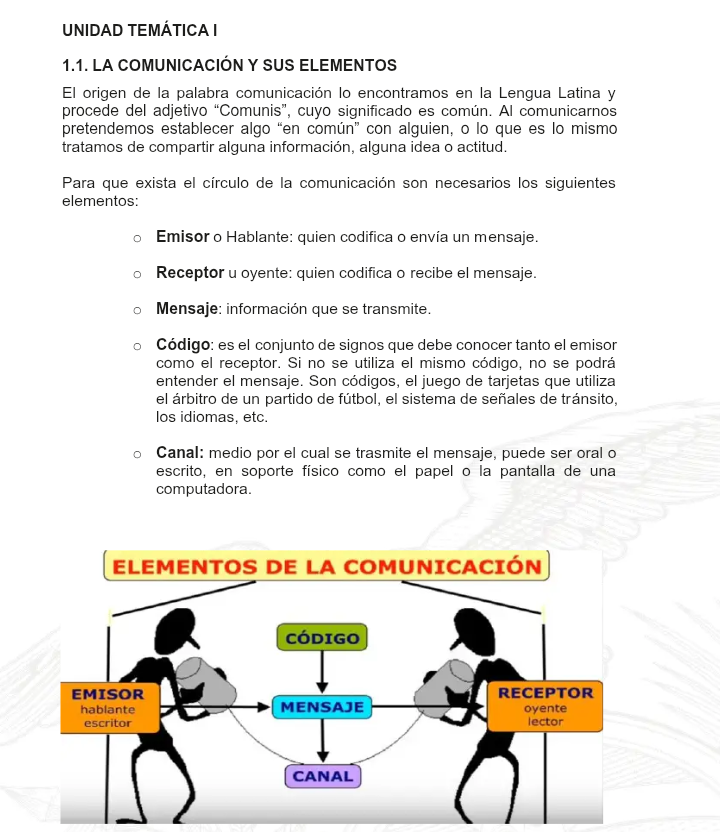 UNIDAD TEMÁTICA I
1.1. LA COMUNICACIÓN Y SUS ELEMENTOS
El origen de la palabra comunicación lo encontramos en la Lengua Latina y
procede del adjetivo “Comunis”, cuyo significado es común. Al comunicarnos
pretendemos establecer algo “en común” con alguien, o lo que es lo mismo
tratamos de compartir alguna información, alguna idea o actitud.
Para que exista el círculo de la comunicación son necesarios los siguientes
elementos:
○ Emisor o Hablante: quien codifica o envía un mensaje.
○ Receptor u oyente: quien codifica o recibe el mensaje.
○ Mensaje: información que se transmite.
○ Código: es el conjunto de signos que debe conocer tanto el emisor
como el receptor. Si no se utiliza el mismo código, no se podrá
entender el mensaje. Son códigos, el juego de tarjetas que utiliza
el árbitro de un partido de fútbol, el sistema de señales de tránsito,
los idiomas, etc.
○ Canal: medio por el cual se trasmite el mensaje, puede ser oral o
escrito, en soporte físico como el papel o la pantalla de una
computadora.
ELEMENTOS DE LA COMUNICACIÓN
CÓDIGO
EMISOR
hablante
escritor
MENSAJE
RECEPTOR
oyente
lector
CANAL